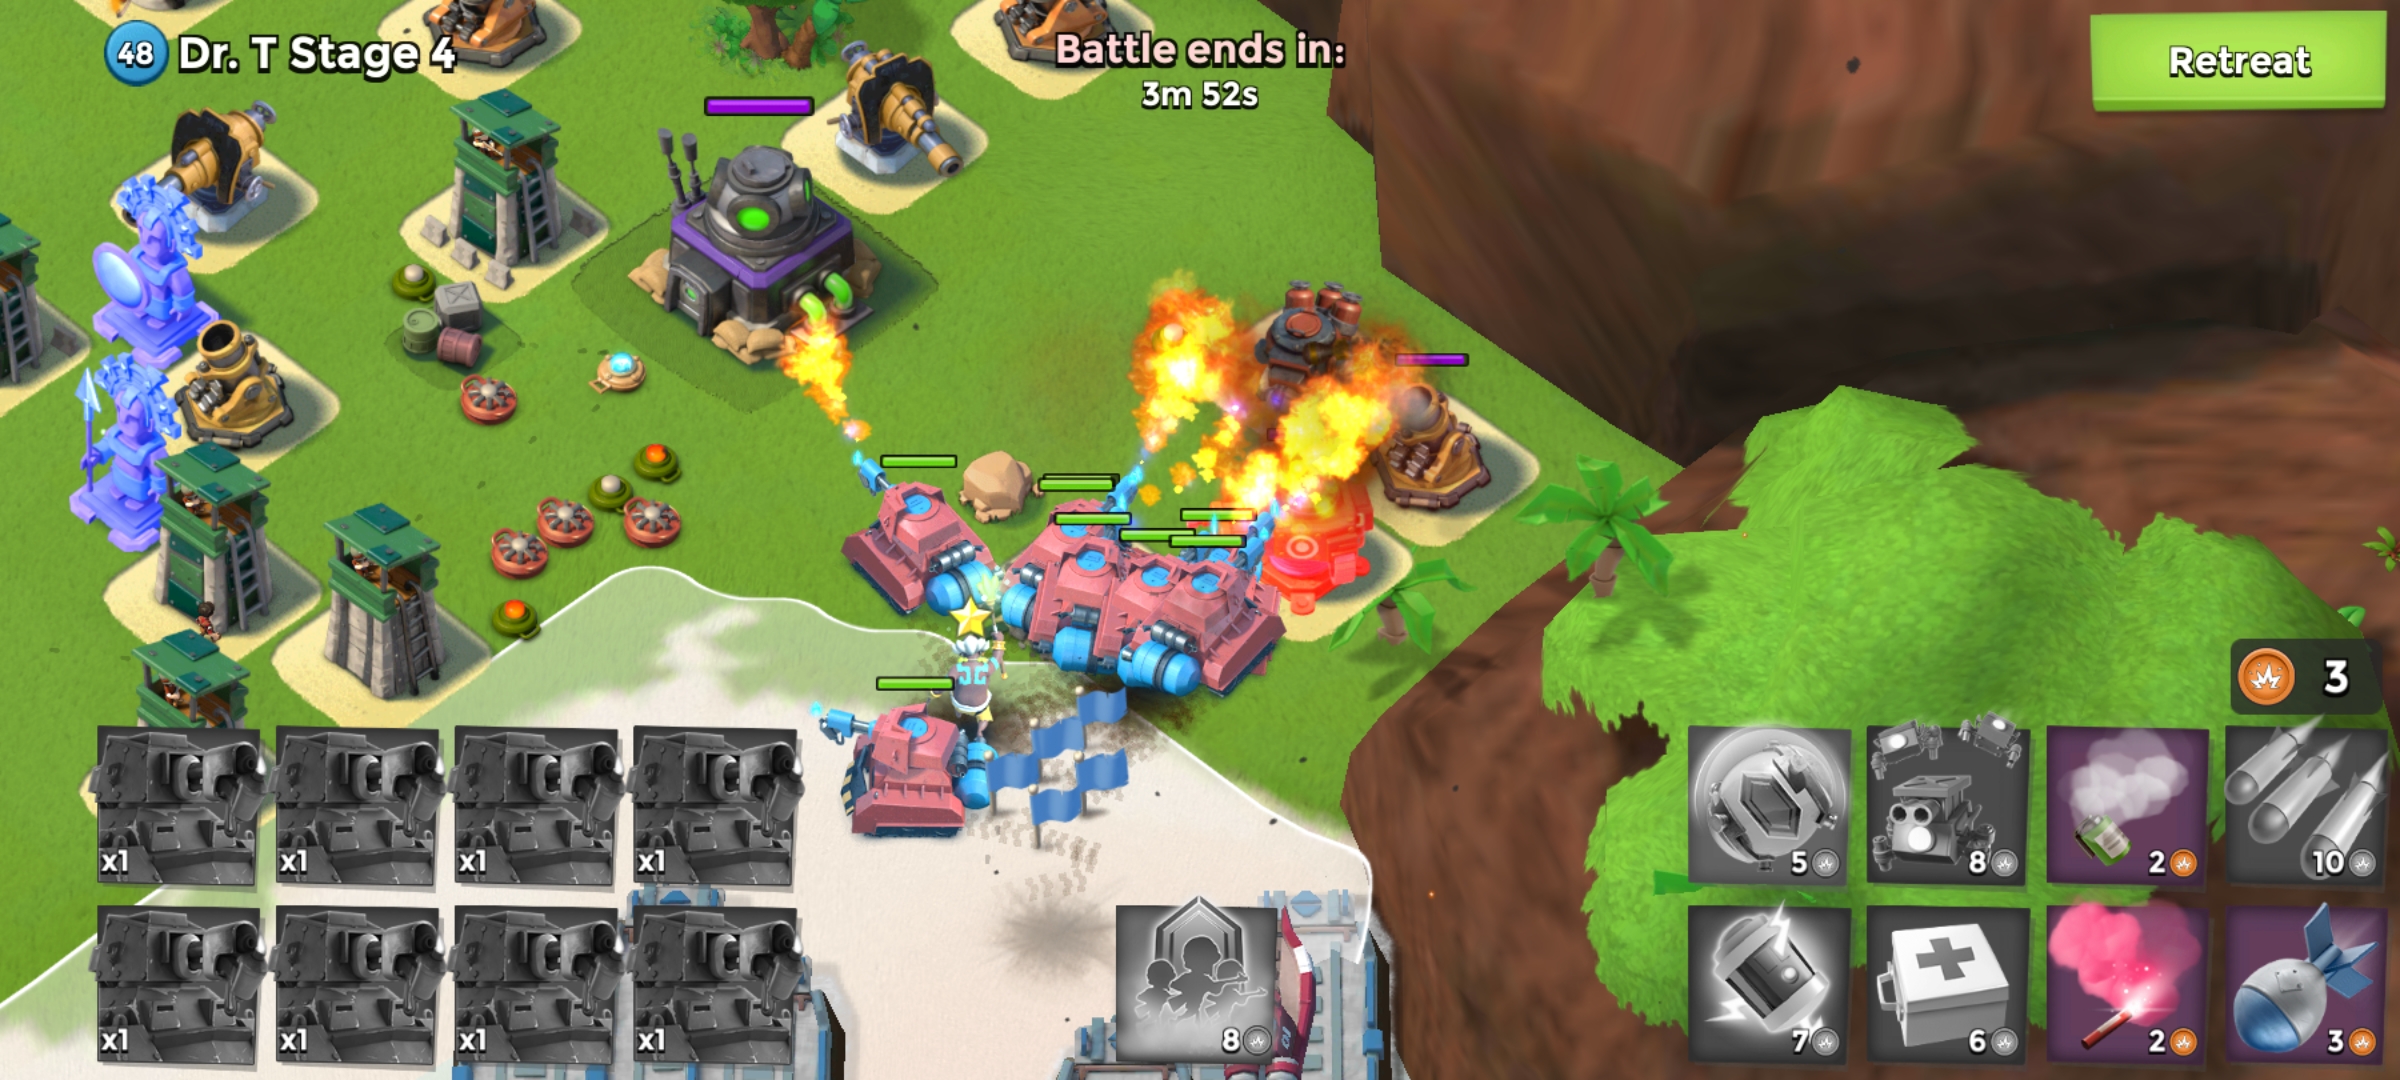 48 Dr. T Stage 4
Battle ends in:
3m 52s
Retreat
3
x1 x1 x1 x1
5 8 2 10
x1 x1 x1 x1
8
7 6 2 3